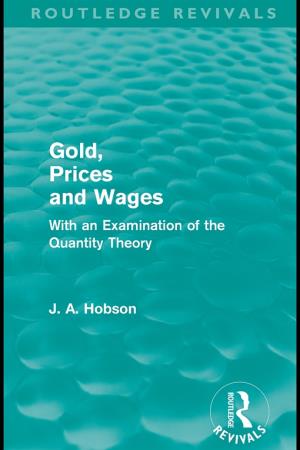 ROUTLEDGE REVIVALS
Gold,
Prices
and Wages
With an Examination of the
Quantity Theory
J. A. Hobson
ROUTLEDGE
REVIVALS